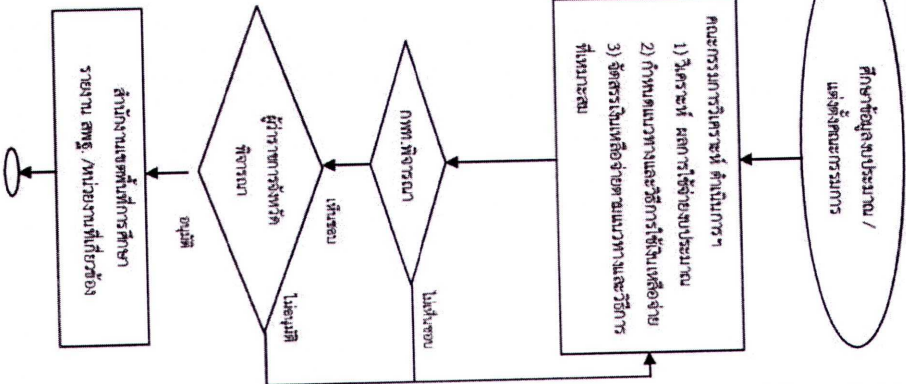 ศึกษาข้อมูลงบประมาณ /
แต่งตั้งคณะกรรมการ
คณะกรรมการวิเคราะห์ ดำเนินการฯ
1) วิเคราะห์ ผลการใช้จ่ายงบประมาณ
2) กำหนดแนวทางและวิธีการใช้เงินเหลือจ่าย
3) จัดสรรเงินเหลือจ่ายตามแนวทางและวิธีการ
ที่เหมาะสม
กพท.พิจารณา
ไม่เห็นชอบ
เห็นชอบ
ผู้ว่าราชการจังหวัด
พิจารณา
ไม่อนุมัติ
อนุมัติ
สำนักงานเขตพื้นที่การศึกษา
รายงาน สพฐ. /หน่วยงานที่เกี่ยวข้อง